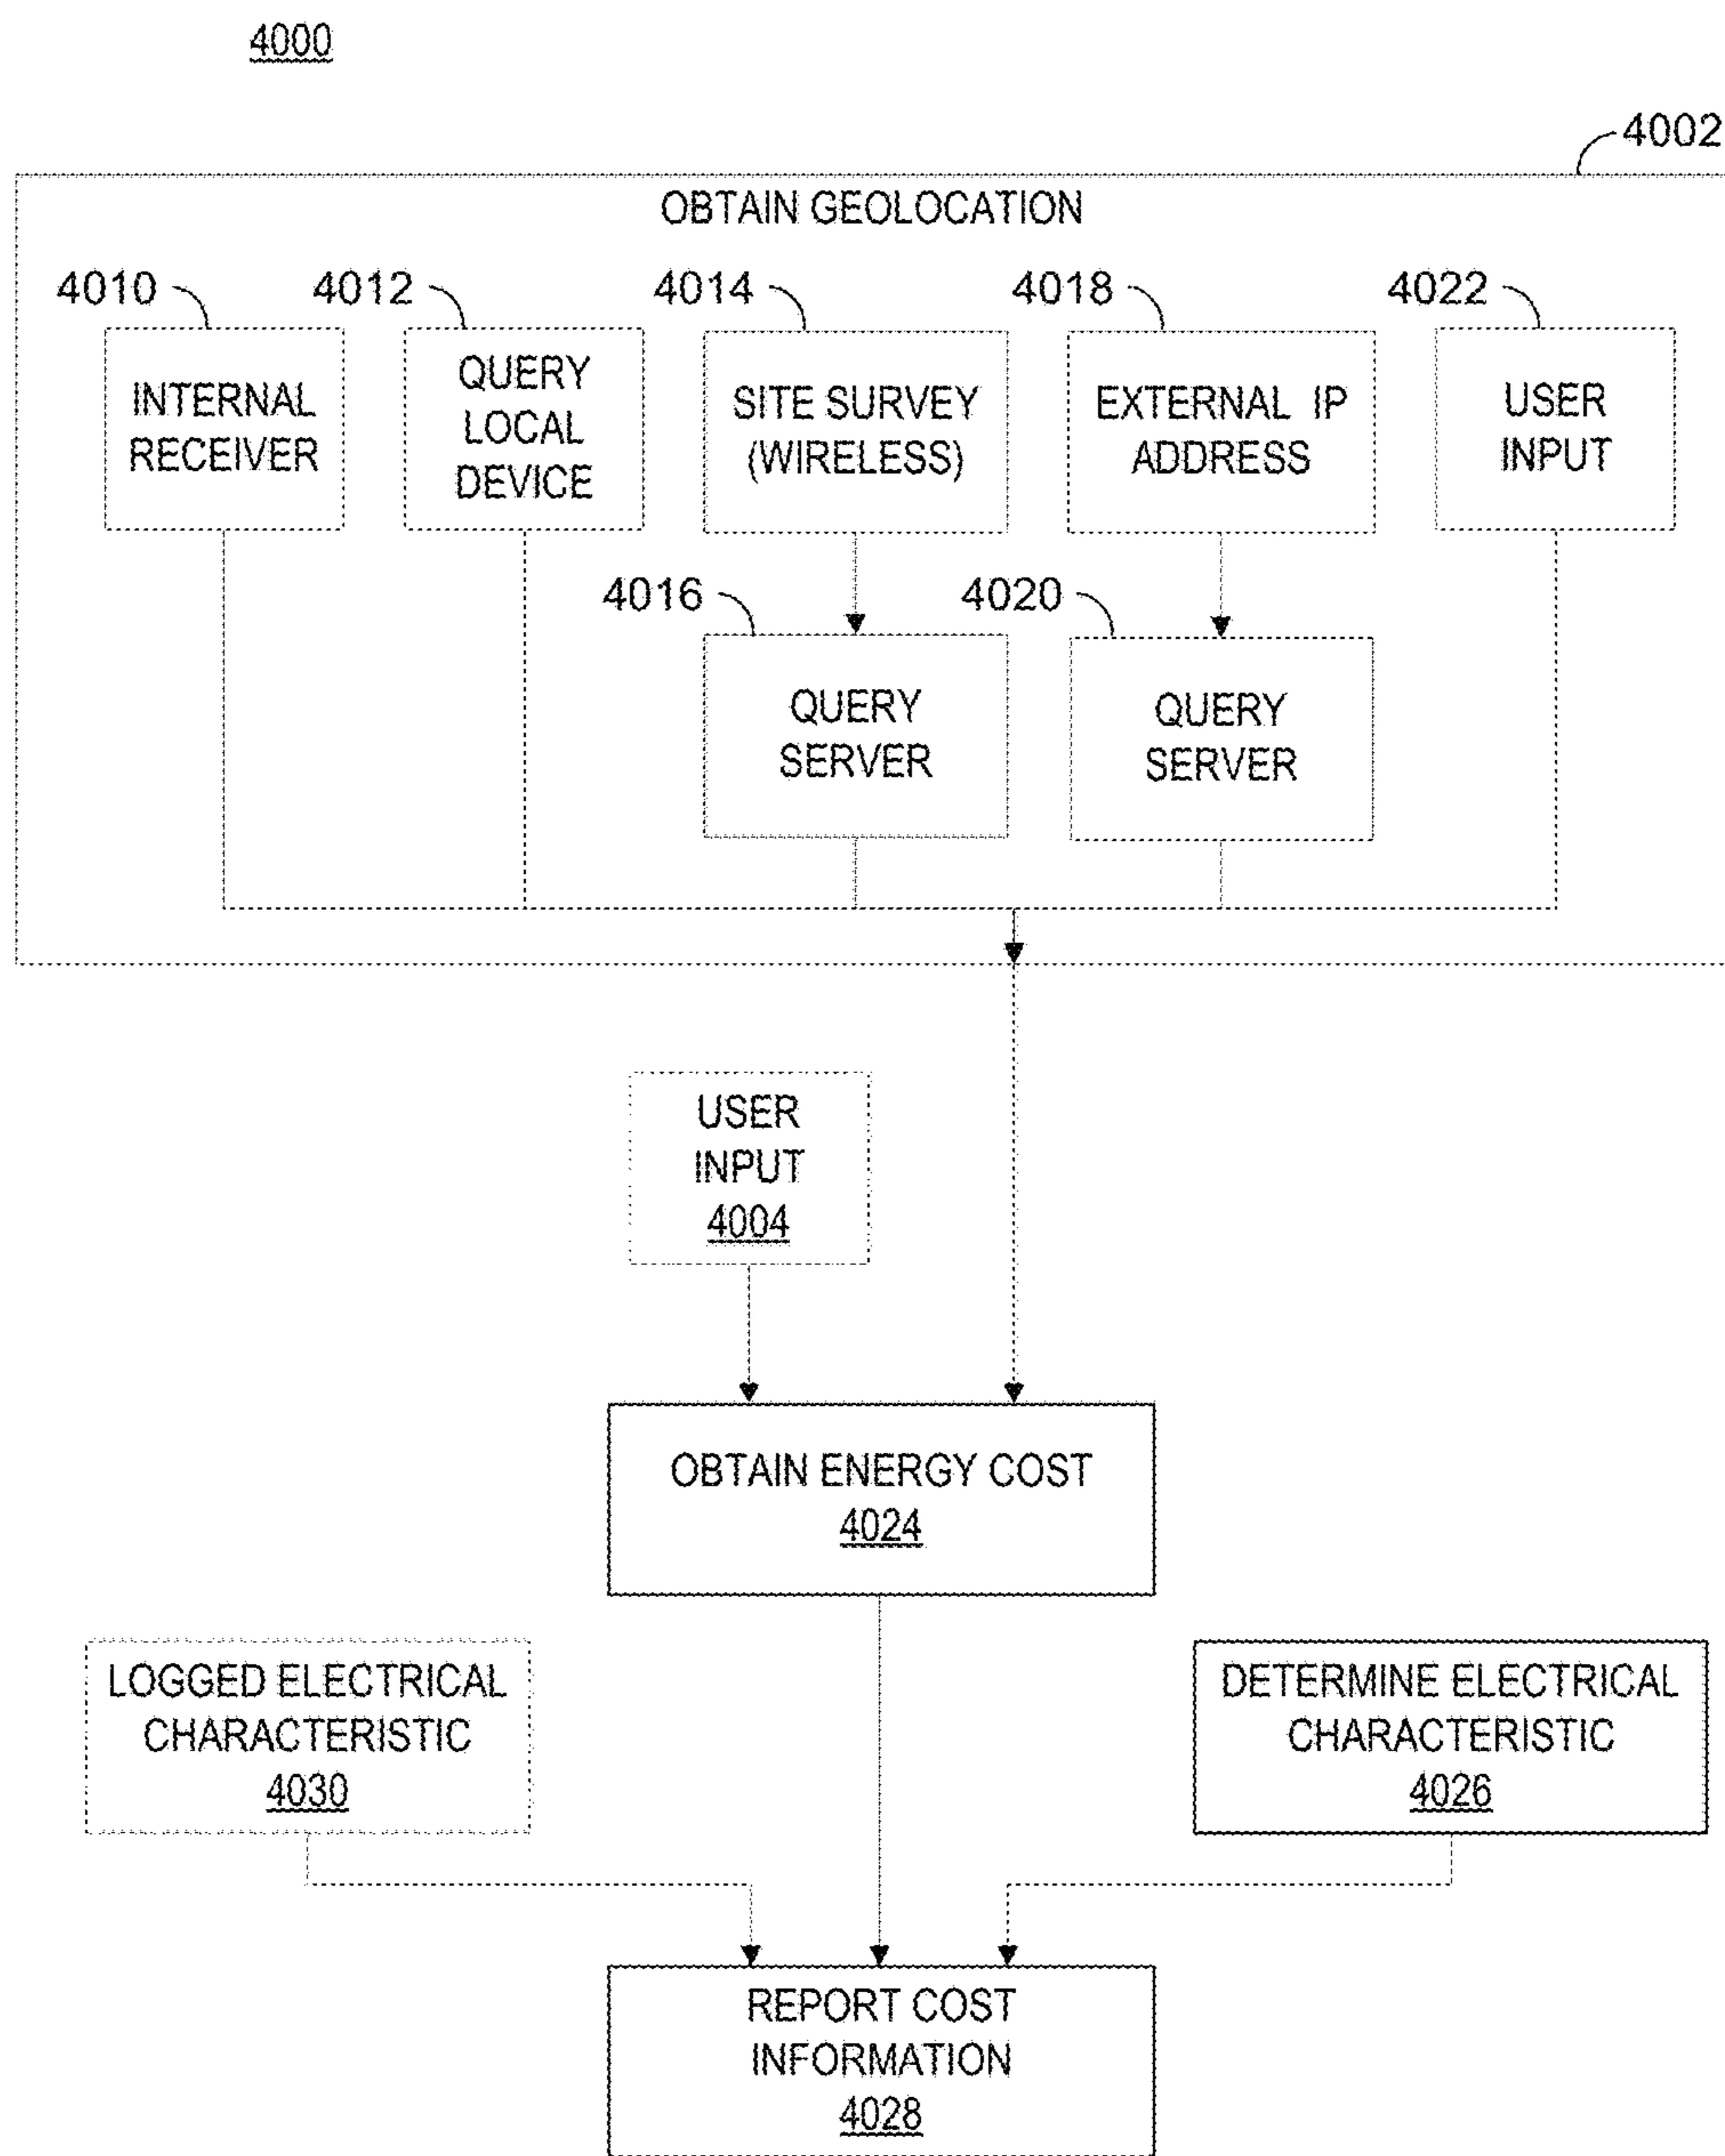 4000
4002
OBTAIN GEOLOCATION
4010
4012
4014
4018
4022
INTERNAL
RECEIVER
QUERY
LOCAL
DEVICE
SITE SURVEY
(WIRELESS)
EXTERNAL IP
ADDRESS
USER
INPUT
4016
4020
QUERY
SERVER
QUERY
SERVER
USER
INPUT
4004
OBTAIN ENERGY COST
4024
LOGGED ELECTRICAL
CHARACTERISTIC
4030
DETERMINE ELECTRICAL
CHARACTERISTIC
4026
REPORT COST
INFORMATION
4028